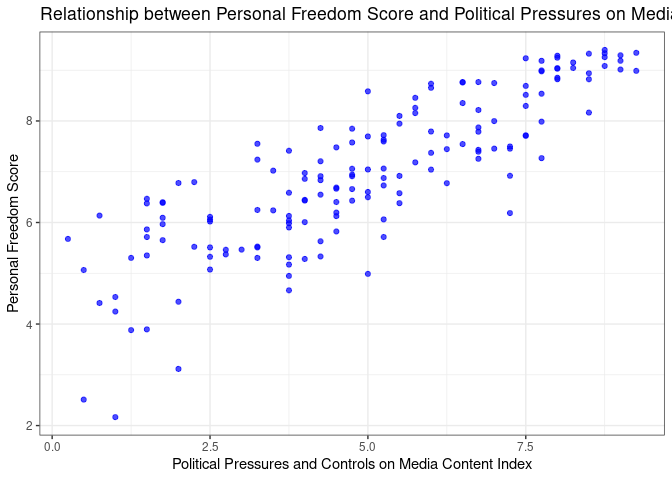 Relationship between Personal Freedom Score and Political Pressures on Media
8
6
4
2
Personal Freedom Score
0.0 2.5 5.0 7.5
Political Pressures and Controls on Media Content Index